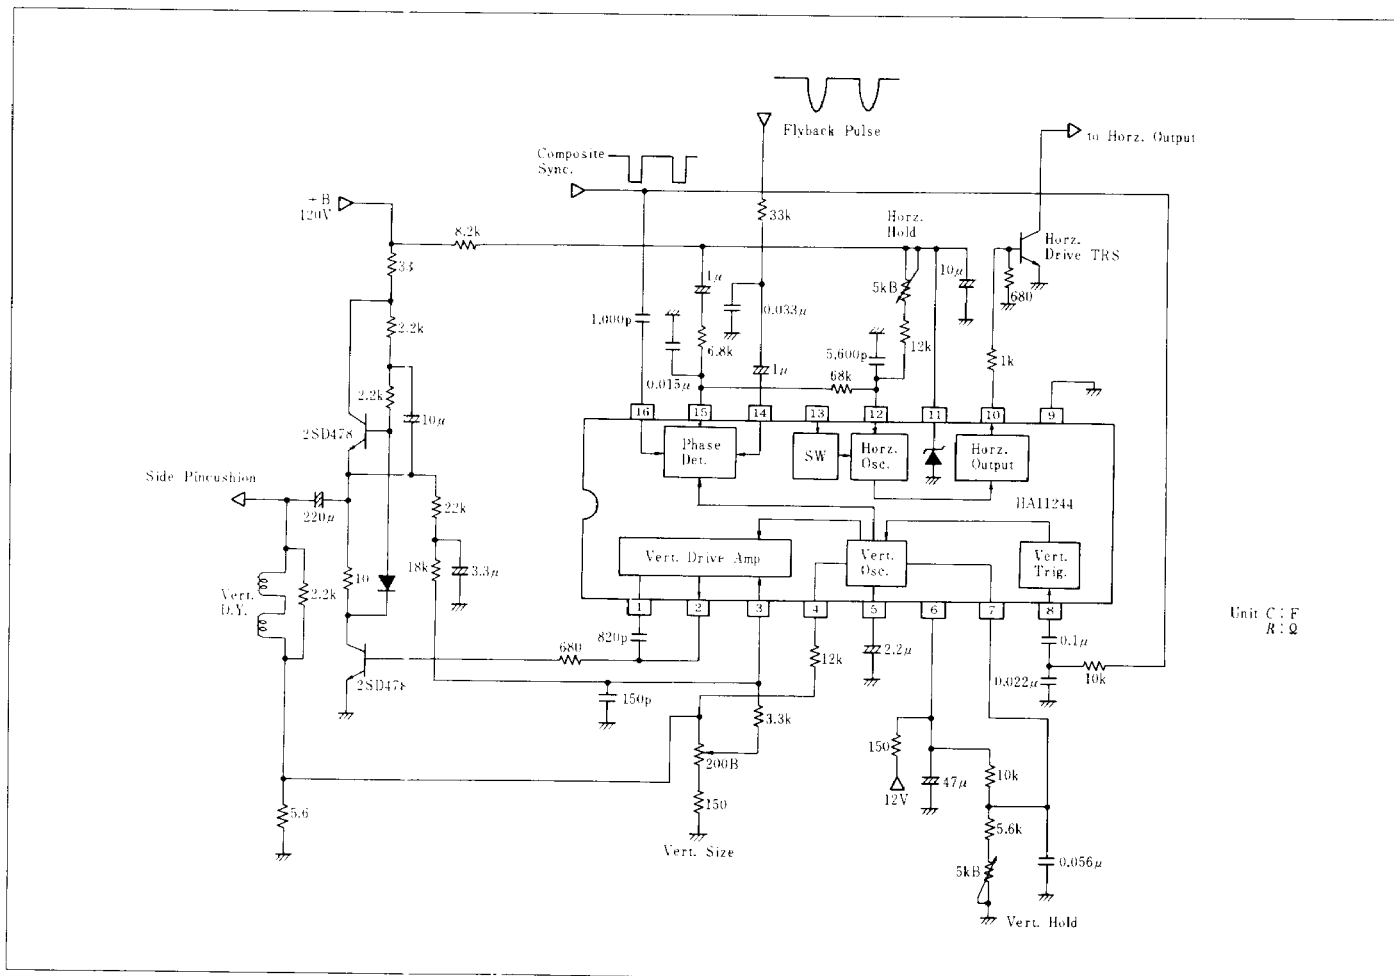 Flyback Pulse
to Horz. Output
Composite
Sync.
+B
120V
33k
Horz.
Hold
Horz.
Drive TRS
8.2k
33
1μ
5kB
10μ
680
0.033μ
1,000p
2.2k
6.8k
5,600p
12k
1μ
1k
0.015μ
68k
2.2k
10μ
16
15
14
13
12
11
10
9
2SD478
Phase
Det.
SW
Horz.
Osc.
Horz.
Output
Side Pincushion
220μ
22k
HA11244
Vert. Drive Amp
Vert.
Osc.
Vert.
Trig.
18k
3.3μ
10
2.2k
Vert.
D.Y.
1
2
3
4
5
6
7
8
Unit C : F
R : Ω
820p
680
12k
2.2μ
0.1μ
2SD478
0.022μ
10k
150p
3.3k
200B
150
10k
47μ
12V
150
5.6
5.6k
Vert. Size
5kB
0.056μ
Vert. Hold